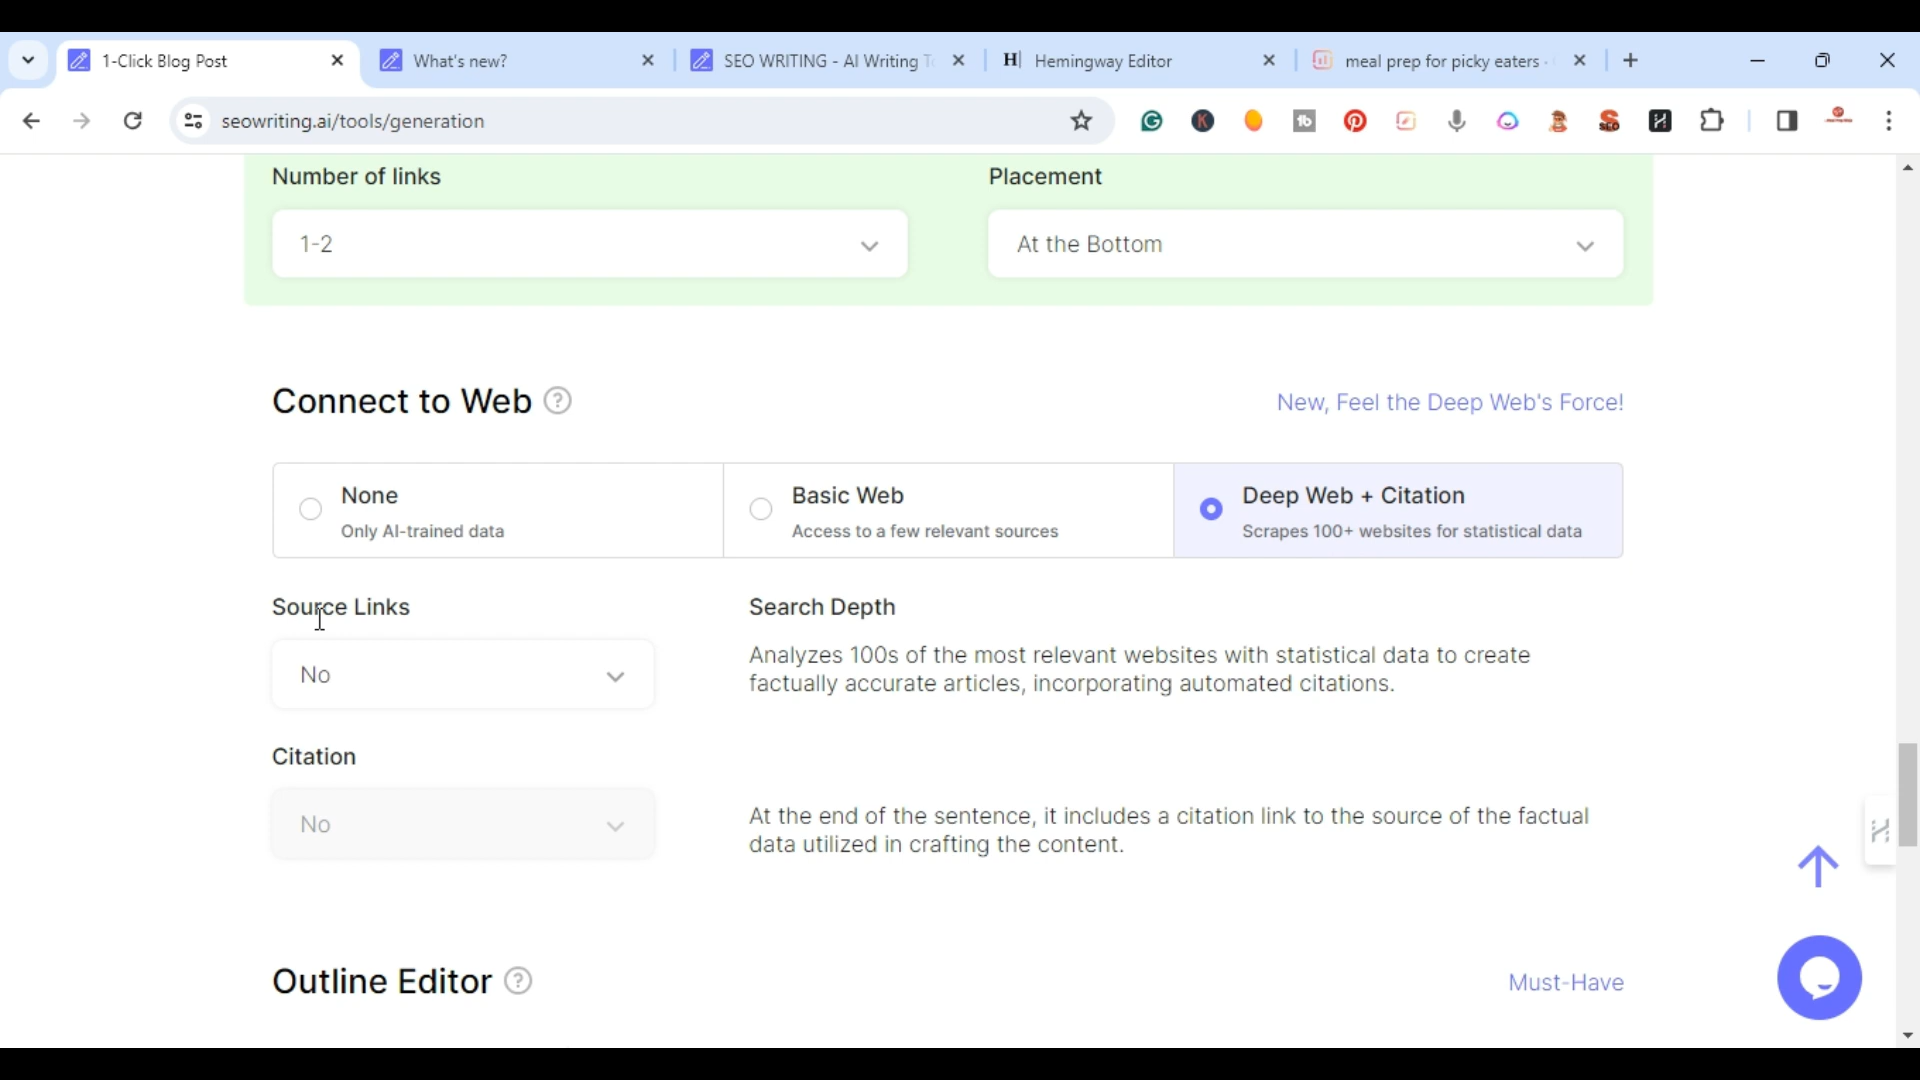 1-Click Blog Post
What's new?
SEO WRITING - AI Writing T
Hemingway Editor
meal prep for picky eaters -
seowriting.ai/tools/generation
Number of links
Placement
1-2
At the Bottom
Connect to Web ?
New, Feel the Deep Web's Force!
None
Only AI-trained data
Basic Web
Access to a few relevant sources
Deep Web + Citation
Scrapes 100+ websites for statistical data
Source Links
Search Depth
No
Analyzes 100s of the most relevant websites with statistical data to create
factually accurate articles, incorporating automated citations.
Citation
No
At the end of the sentence, it includes a citation link to the source of the factual
data utilized in crafting the content.
Outline Editor ?
Must-Have